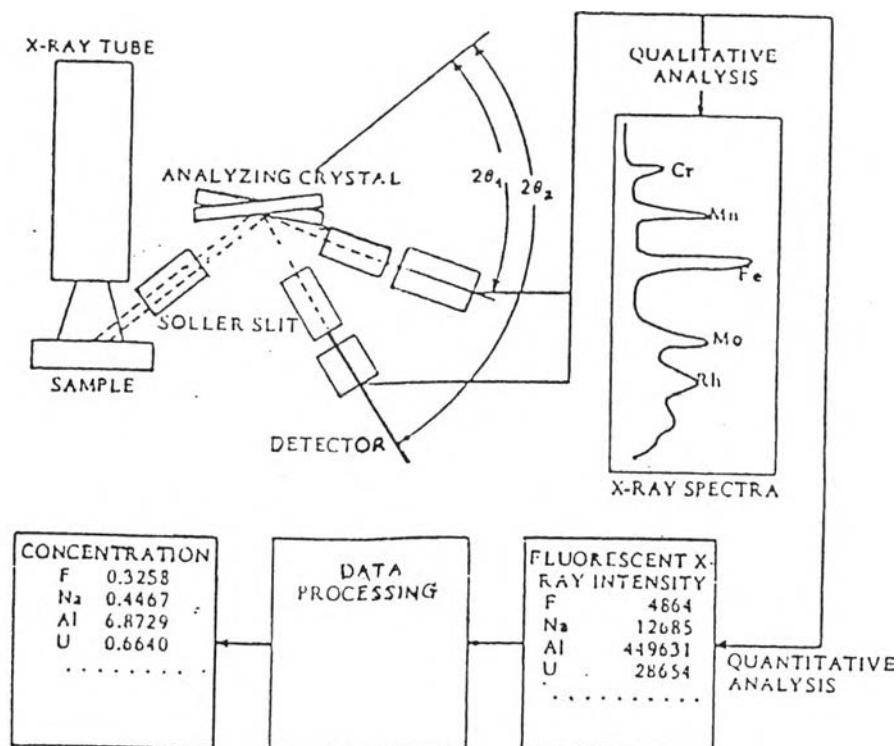 X-RAY TUBE
QUALITATIVE
ANALYSIS
ANALYZING CRYSTAL
2θ₁
2θ₂
Cr
Mn
Fe
Mo
Rh
SOLLER SLIT
SAMPLE
DETECTOR
X-RAY SPECTRA
CONCENTRATION
F 0.3258
Na 0.4467
Al 6.8729
U 0.6640
. . . . . . . . .
DATA
PROCESSING
FLUORESCENT X-
RAY INTENSITY
F 4864
Na 12685
Al 449631
U 28654
. . . . . . . . . .
QUANTITATIVE
ANALYSIS